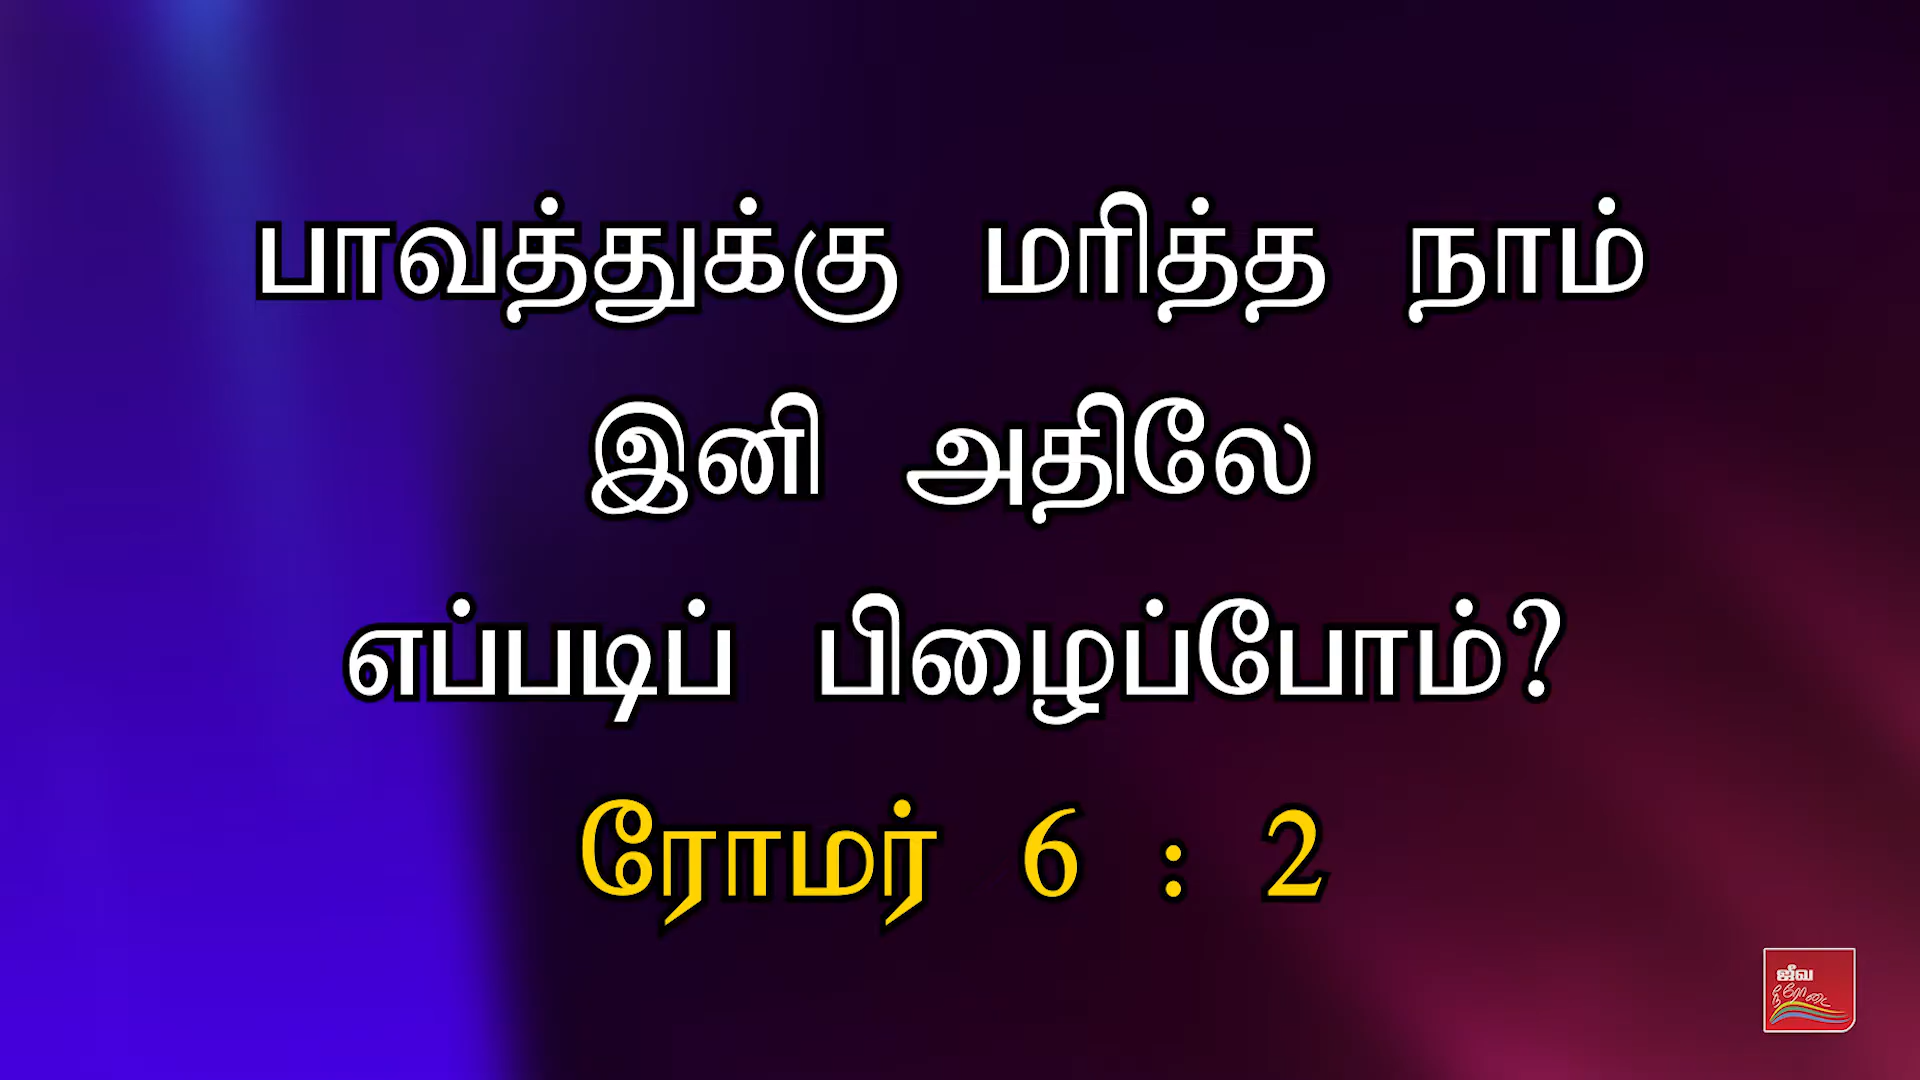 பாவத்துக்கு மரித்த நாம்
இனி அதிலே
எப்படிப் பிழைப்போம்?
ரோமர் 6 : 2
ஜீவ
நீரோடை